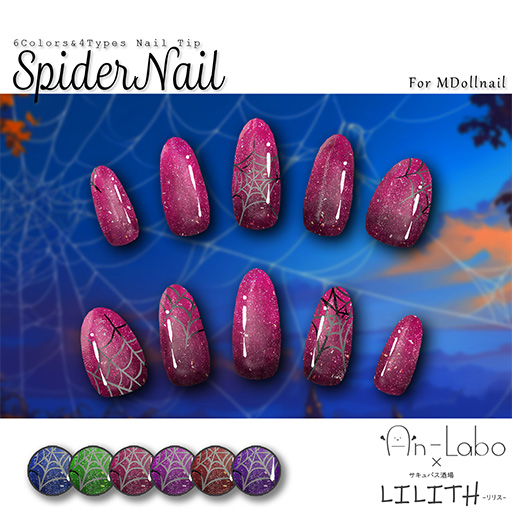 6Colors&4Types Nail Tip
SpiderNail
For MDollnail
An-Labo
×
サキュバス酒場
LILITH -リリス-